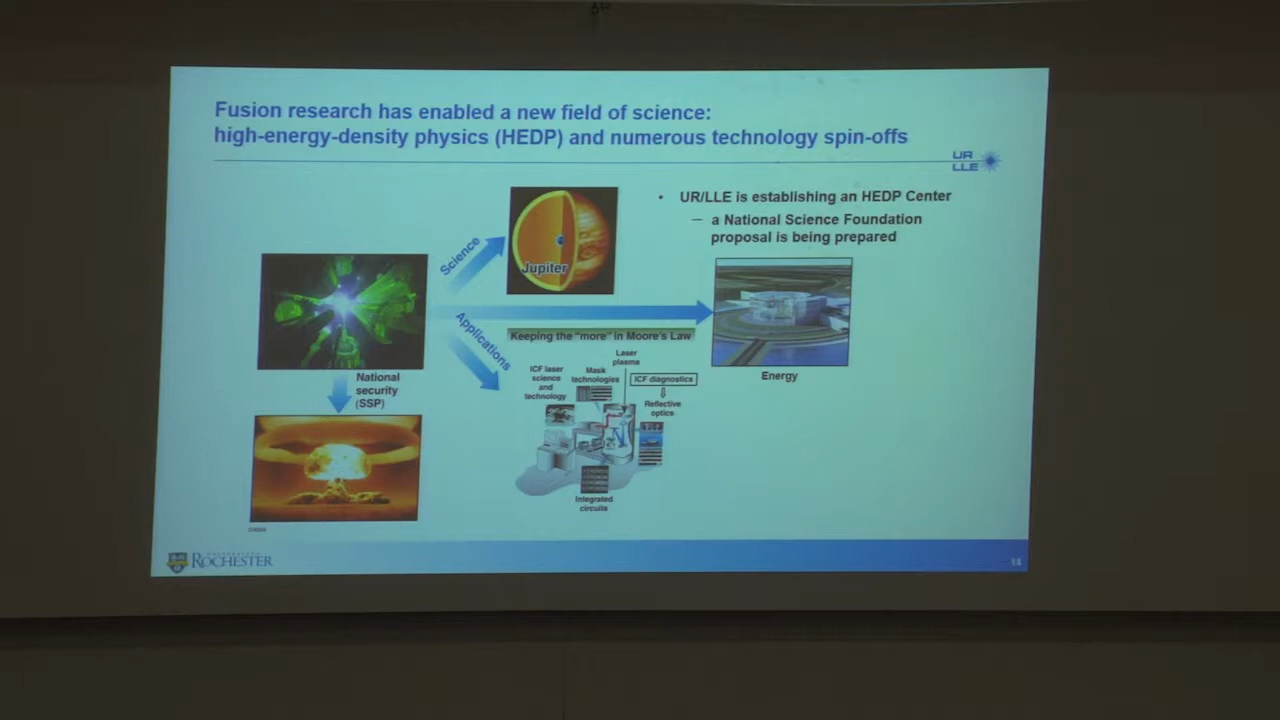 Fusion research has enabled a new field of science:
high-energy-density physics (HEDP) and numerous technology spin-offs
UR
LLE
• UR/LLE is establishing an HEDP Center
– a National Science Foundation
proposal is being prepared
Science
Jupiter
Applications
Keeping the "more" in Moore's Law
Laser
plasma
ICF laser
science
and
technology
Mask
technologies
ICF diagnostics
Reflective
optics
Integrated
circuits
Energy
National
security
(SSP)
UNIVERSITY of
ROCHESTER
14